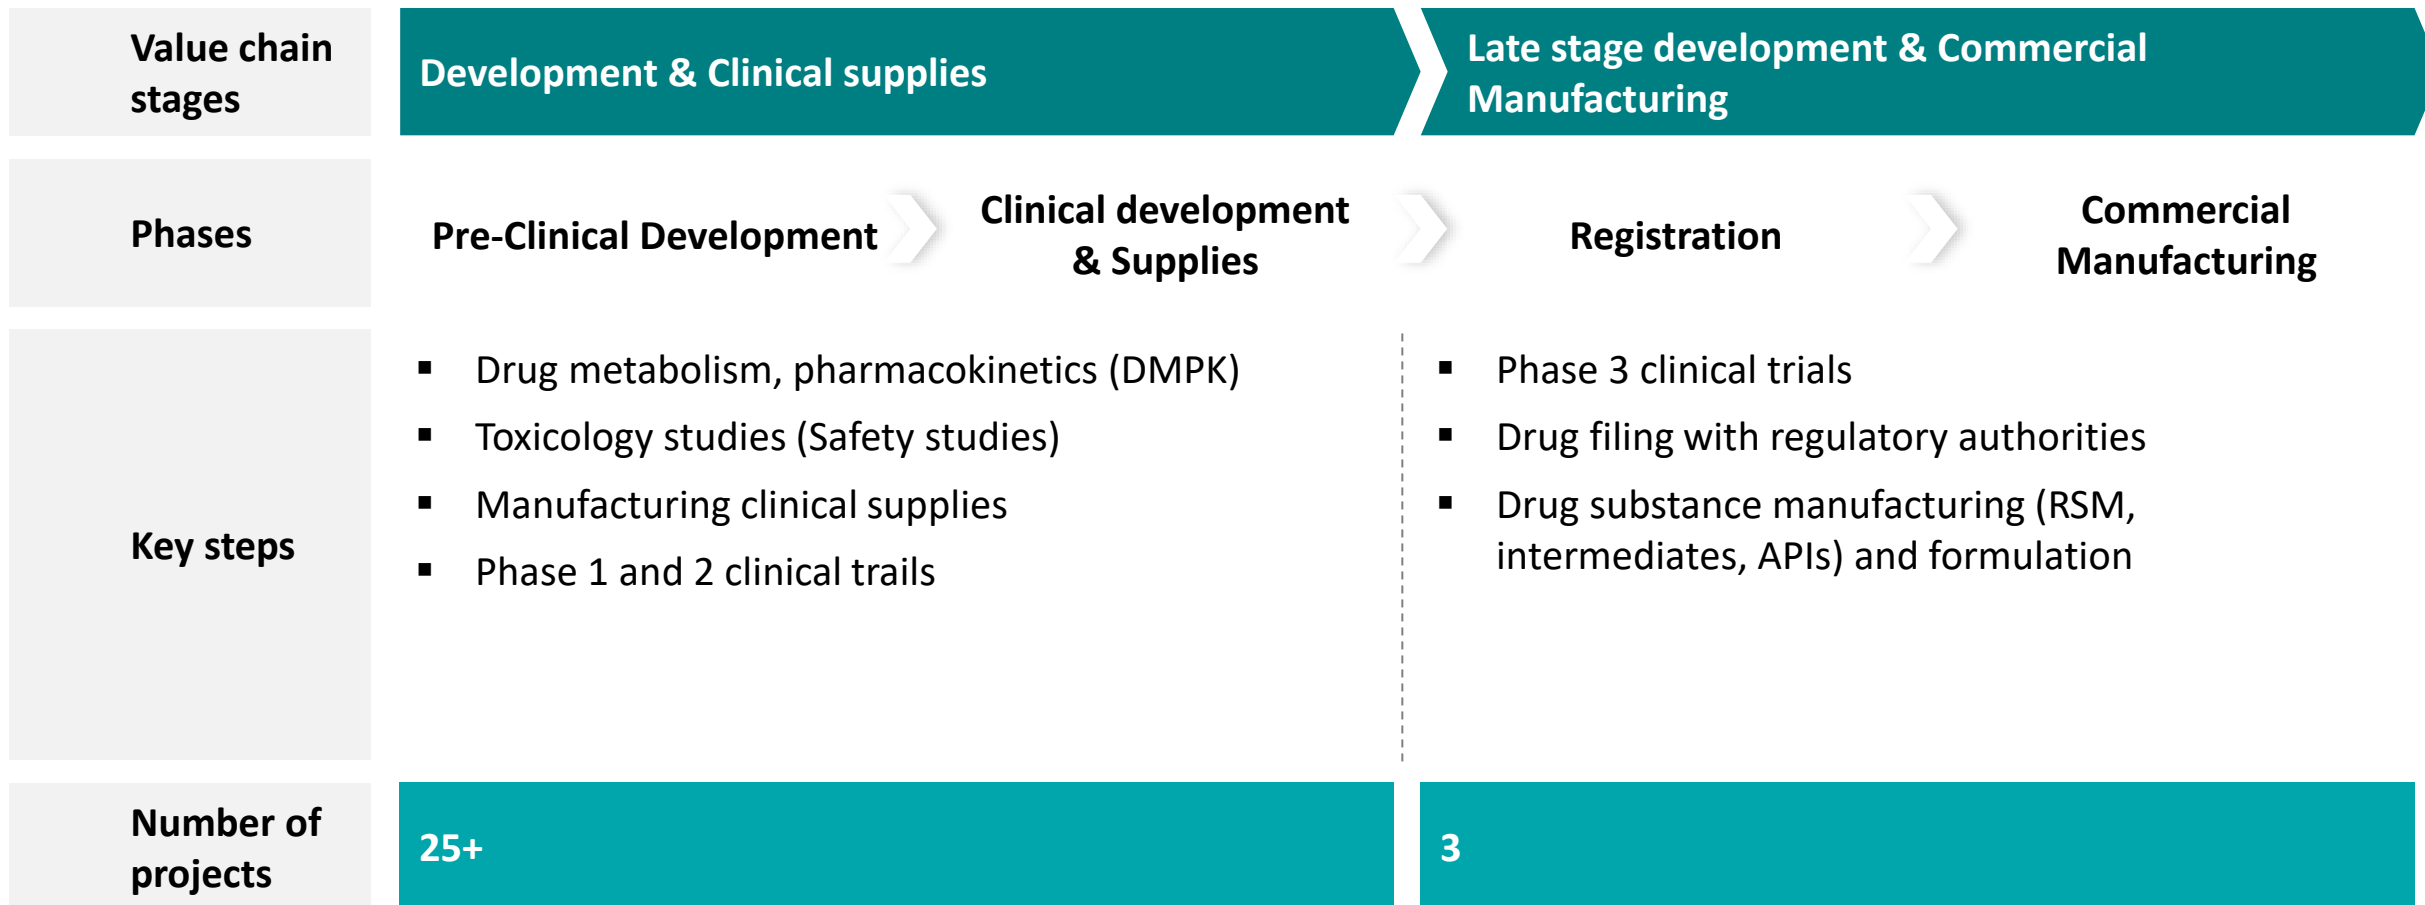 Value chain
stages
Development & Clinical supplies
Late stage development & Commercial
Manufacturing
Phases
Pre-Clinical Development
Clinical development
& Supplies
Registration
Commercial
Manufacturing
Key steps
▪ Drug metabolism, pharmacokinetics (DMPK)
▪ Toxicology studies (Safety studies)
▪ Manufacturing clinical supplies
▪ Phase 1 and 2 clinical trails
▪ Phase 3 clinical trials
▪ Drug filing with regulatory authorities
▪ Drug substance manufacturing (RSM,
intermediates, APIs) and formulation
Number of
projects
25+
3